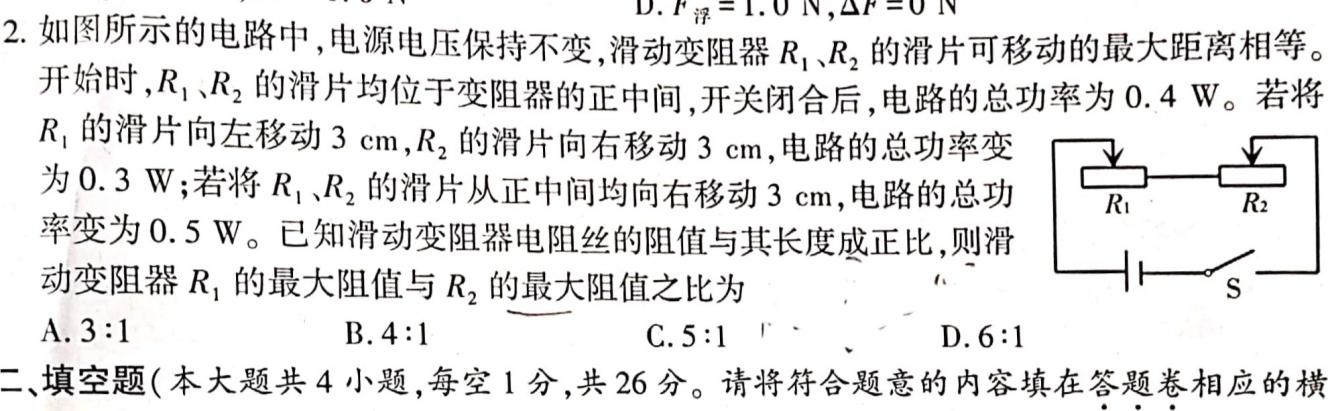 D. F浮=1.0 N,ΔF=0 N
2. 如图所示的电路中,电源电压保持不变,滑动变阻器 R₁、R₂ 的滑片可移动的最大距离相等。
开始时,R₁、R₂ 的滑片均位于变阻器的正中间,开关闭合后,电路的总功率为 0.4 W。若将
R₁ 的滑片向左移动 3 cm,R₂ 的滑片向右移动 3 cm,电路的总功率变
为 0.3 W;若将 R₁、R₂ 的滑片从正中间均向右移动 3 cm,电路的总功
率变为 0.5 W。已知滑动变阻器电阻丝的阻值与其长度成正比,则滑
动变阻器 R₁ 的最大阻值与 R₂ 的最大阻值之比为
R₁ R₂
S
A. 3∶1 B. 4∶1 C. 5∶1 D. 6∶1
二、填空题(本大题共 4 小题,每空 1 分,共 26 分。请将符合题意的内容填在答题卷相应的横